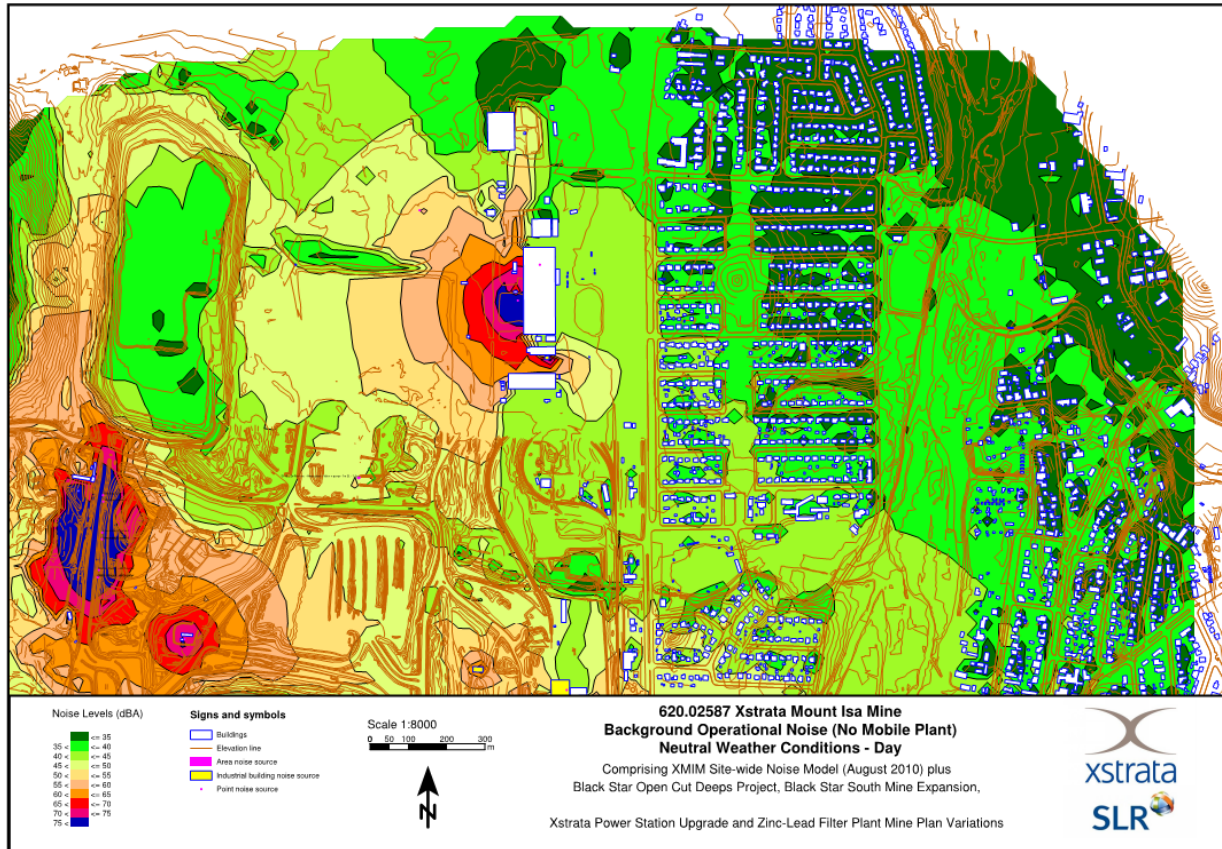 Noise Levels (dBA)
<= 35
35 < <= 40
40 < <= 45
45 < <= 50
50 < <= 55
55 < <= 60
60 < <= 65
65 < <= 70
70 < <= 75
75 <
Signs and symbols
Buildings
Elevation line
Area noise source
Industrial building noise source
Point noise source
Scale 1:8000
0 50 100 200 300
m
N
620.02587 Xstrata Mount Isa Mine
Background Operational Noise (No Mobile Plant)
Neutral Weather Conditions - Day
Comprising XMIM Site-wide Noise Model (August 2010) plus
Black Star Open Cut Deeps Project, Black Star South Mine Expansion,
Xstrata Power Station Upgrade and Zinc-Lead Filter Plant Mine Plan Variations
xstrata
SLR